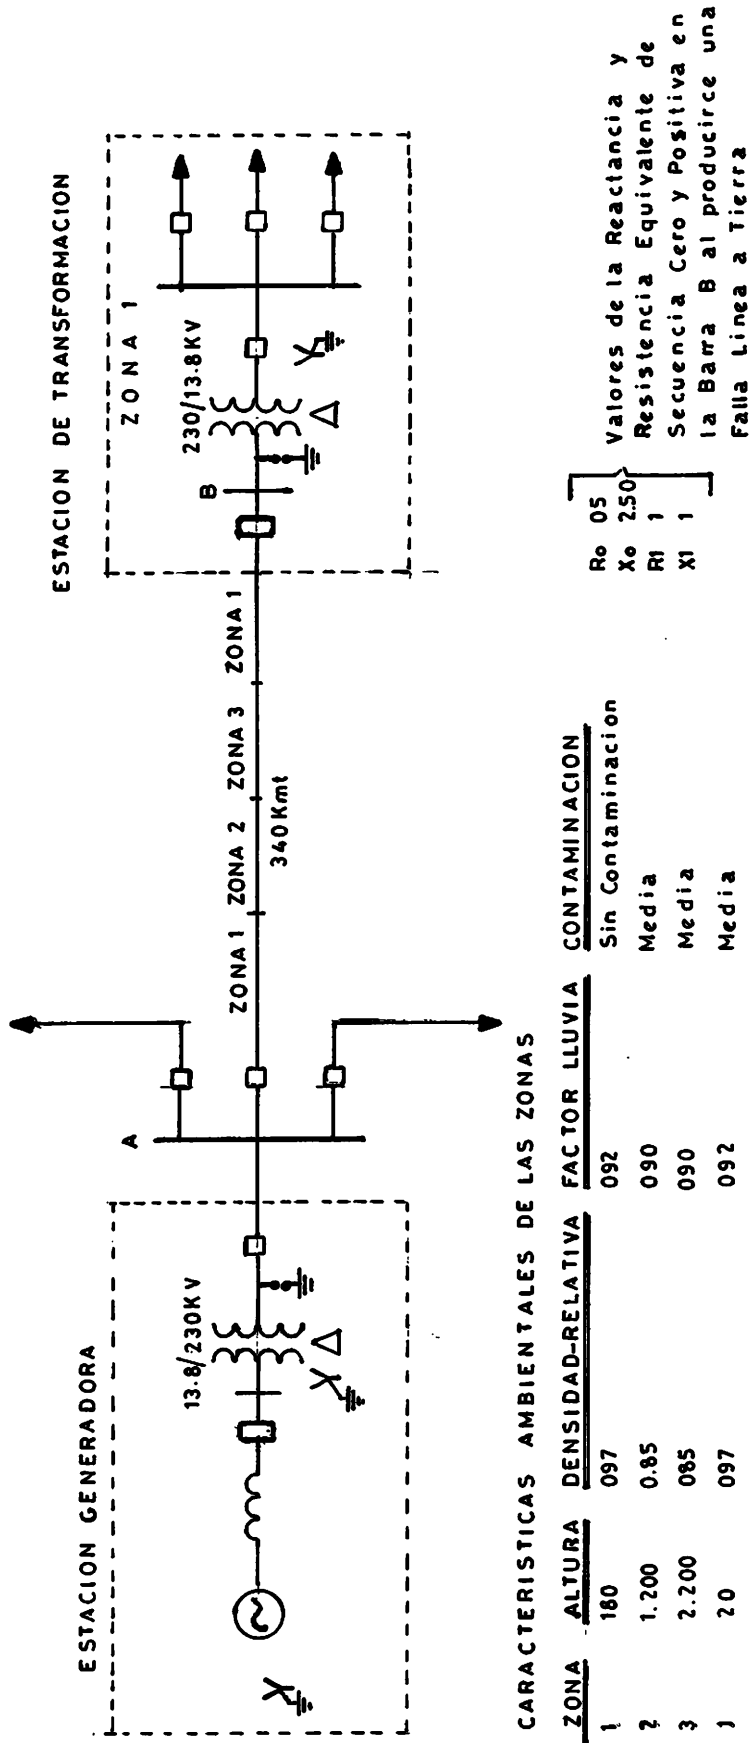 ESTACION GENERADORA
13.8/230KV
A
ZONA 1
ZONA 2
ZONA 3
ZONA 1
340Kmt
ESTACION DE TRANSFORMACION
ZONA 1
B
230/13.8KV
CARACTERISTICAS AMBIENTALES DE LAS ZONAS
ZONA ALTURA DENSIDAD-RELATIVA FACTOR LLUVIA CONTAMINACION
1 180 097 092 Sin Contaminacion
2 1.200 0.85 090 Media
3 2.200 085 090 Media
1 20 097 092 Media
Ro 05
Xo 2.50
R1 1
X1 1
Valores de la Reactancia y
Resistencia Equivalente de
Secuencia Cero y Positiva en
la Barra B al producirce una
Falla Linea a Tierra